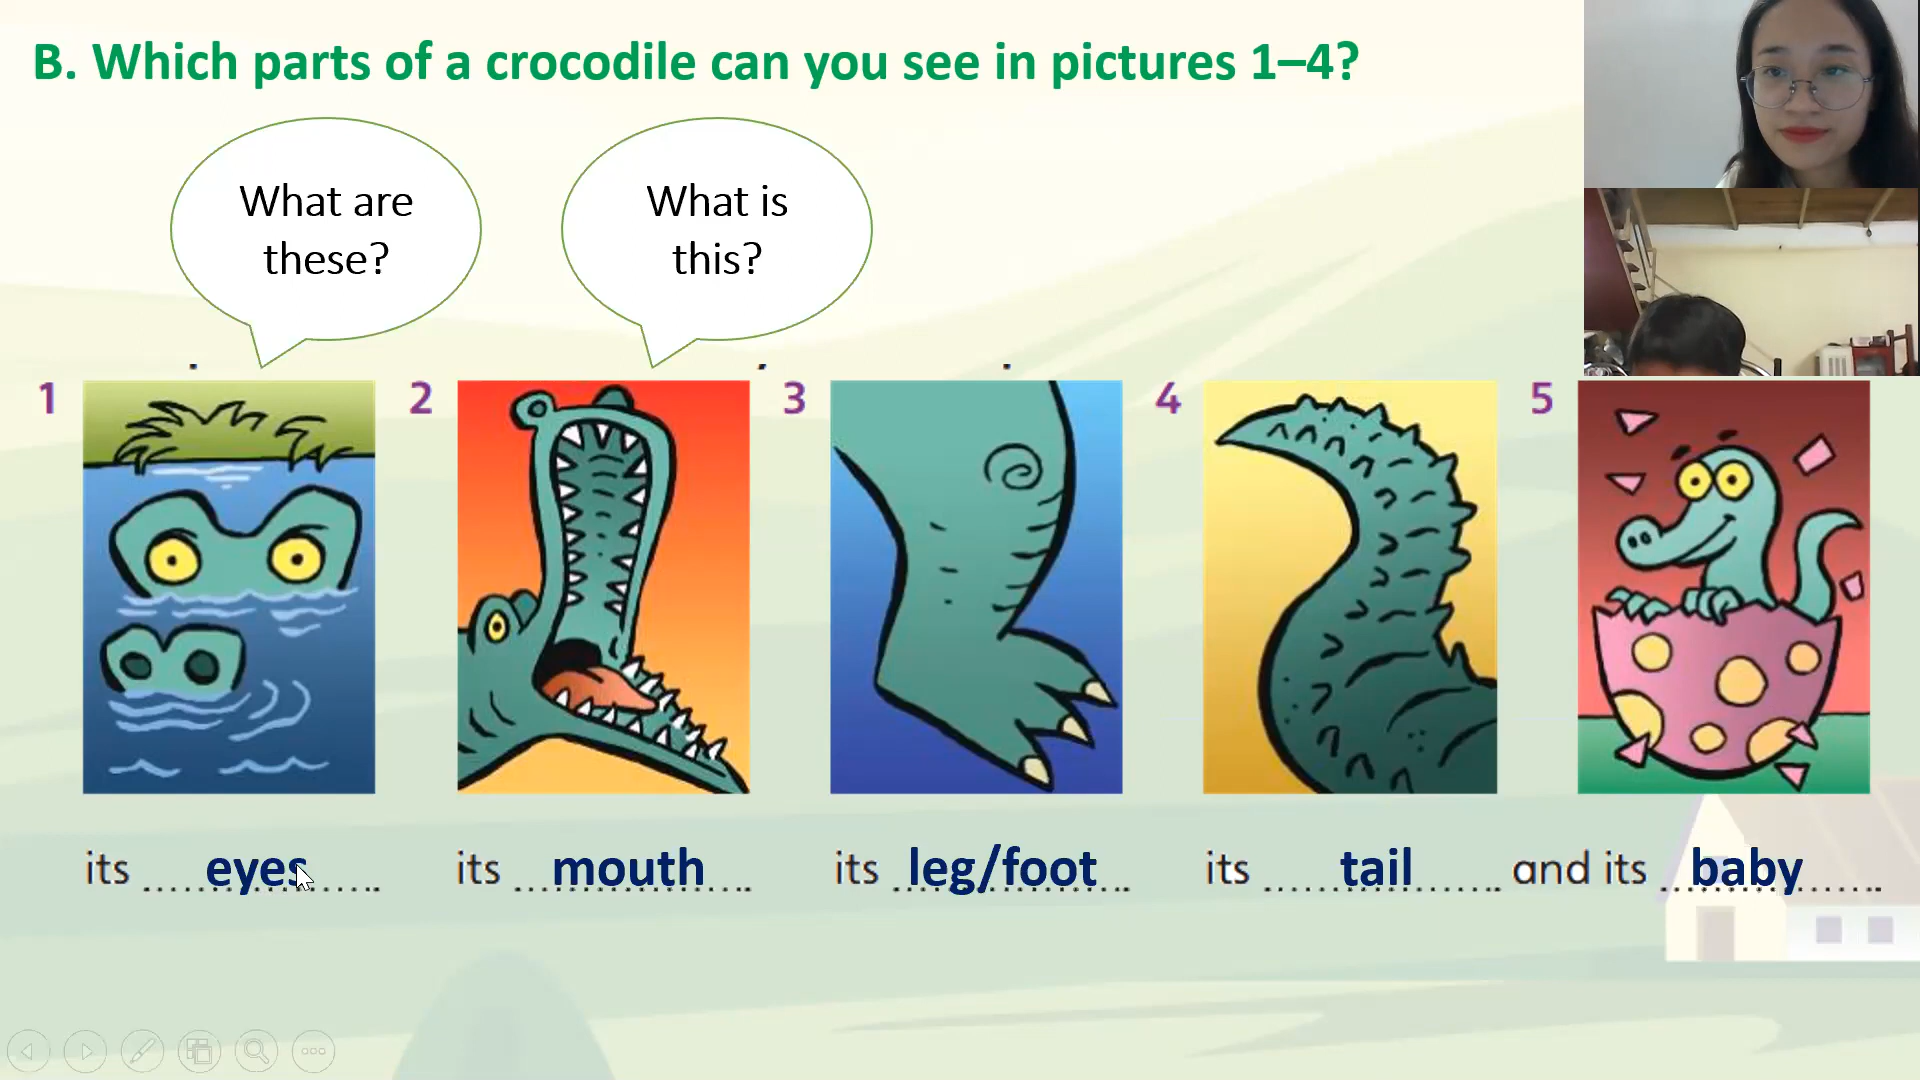 B. Which parts of a crocodile can you see in pictures 1–4?
What are
these?
What is
this?
1
2
3
4
5
its eyes
its mouth
its leg/foot
its tail
and its baby